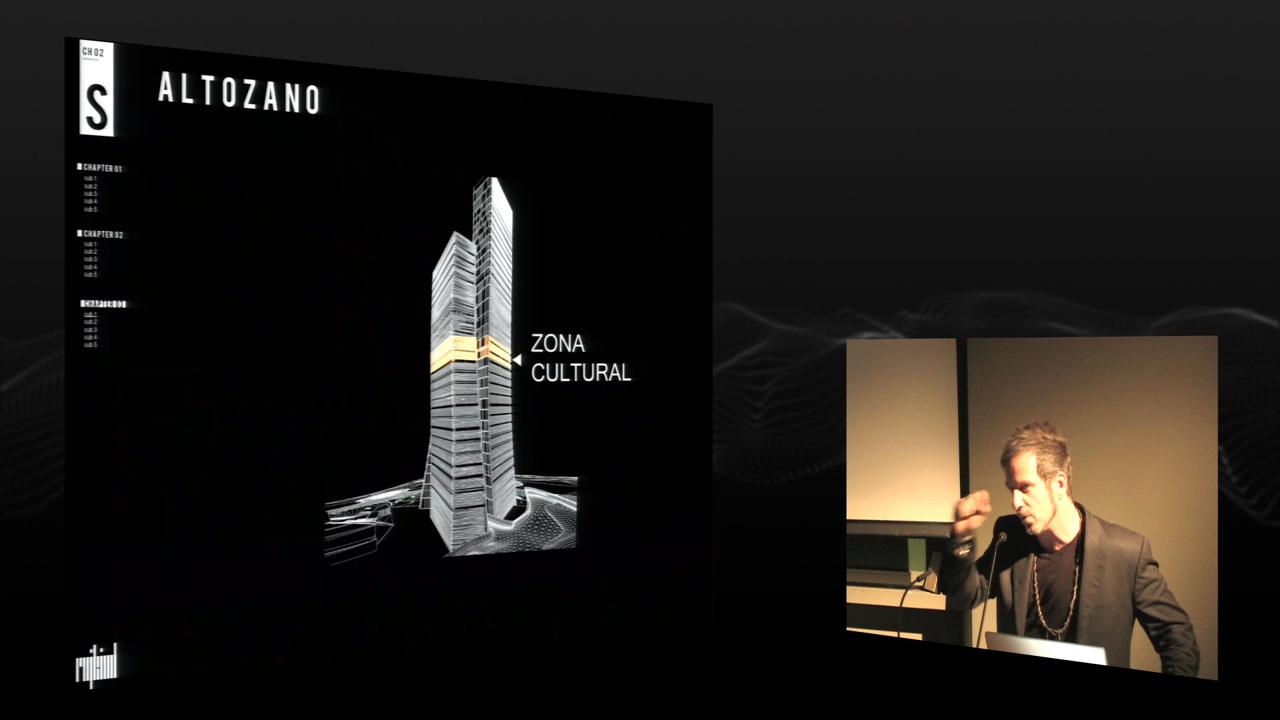 CH 02
S
ALTOZANO
CHAPTER 01
sub 1
sub 2
sub 3
sub 4
sub 5
CHAPTER 02
sub 1
sub 2
sub 3
sub 4
sub 5
CHAPTER 03
sub 1
sub 2
sub 3
sub 4
sub 5
ZONA
CULTURAL